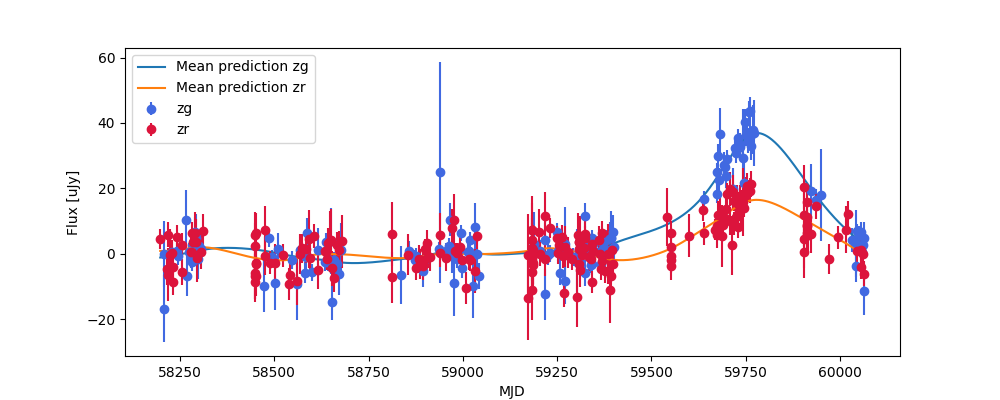 60
40
20
0
−20
Flux [uJy]
Mean prediction zg
Mean prediction zr
zg
zr
58250 58500 58750 59000 59250 59500 59750 60000
MJD